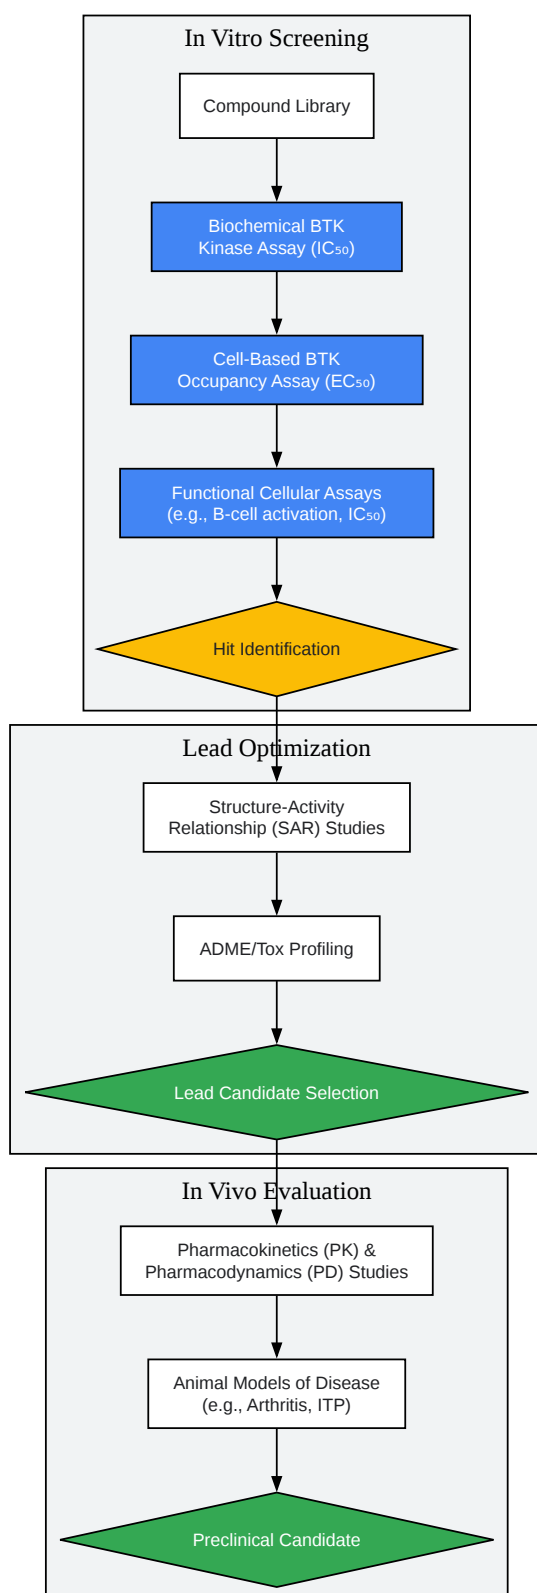 In Vitro Screening
Compound Library
Biochemical BTK
Kinase Assay (IC₅₀)
Cell-Based BTK
Occupancy Assay (EC₅₀)
Functional Cellular Assays
(e.g., B-cell activation, IC₅₀)
Hit Identification
Lead Optimization
Structure-Activity
Relationship (SAR) Studies
ADME/Tox Profiling
Lead Candidate Selection
In Vivo Evaluation
Pharmacokinetics (PK) &
Pharmacodynamics (PD) Studies
Animal Models of Disease
(e.g., Arthritis, ITP)
Preclinical Candidate